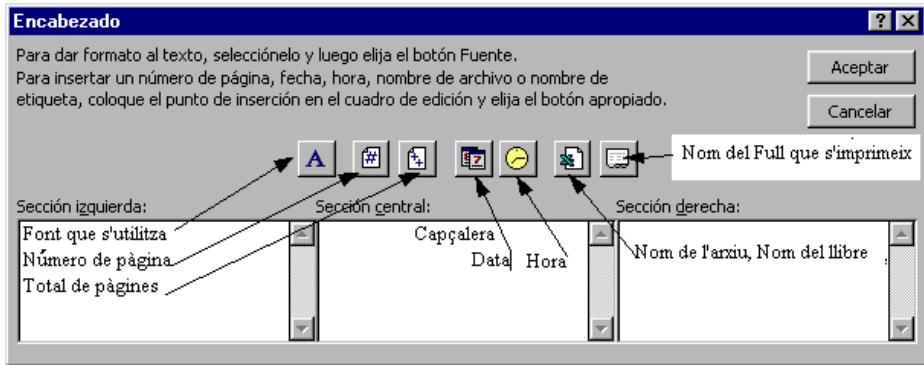 Encabezado
Para dar formato al texto, selecciónelo y luego elija el botón Fuente.
Para insertar un número de página, fecha, hora, nombre de archivo o nombre de
etiqueta, coloque el punto de inserción en el cuadro de edición y elija el botón apropiado.
Aceptar
Cancelar
Nom del Full que s'imprimeix
Sección izquierda:
Sección central:
Sección derecha:
Font que s'utilitza
Número de pàgina
Total de pàgines
Capçalera
Data
Hora
Nom de l'arxiu, Nom del llibre